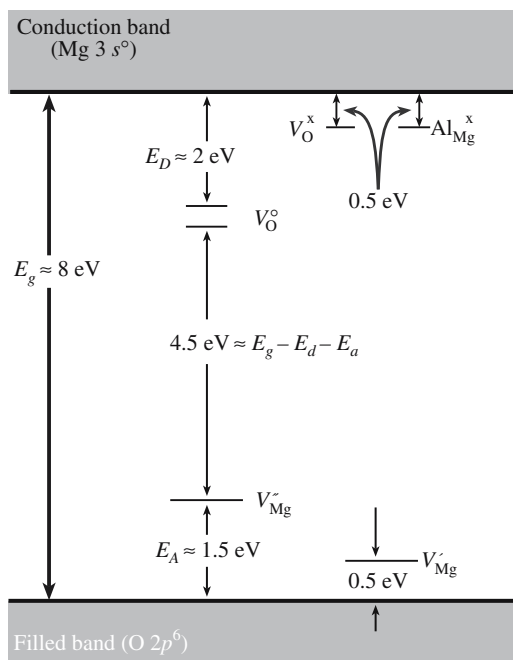 Conduction band
(Mg 3 s°)
V_O^x
Al_Mg^x
E_D ≈ 2 eV
0.5 eV
V_O^°
E_g ≈ 8 eV
4.5 eV ≈ E_g – E_d – E_a
V_Mg^″
E_A ≈ 1.5 eV
V_Mg^′
0.5 eV
Filled band (O 2p^6)